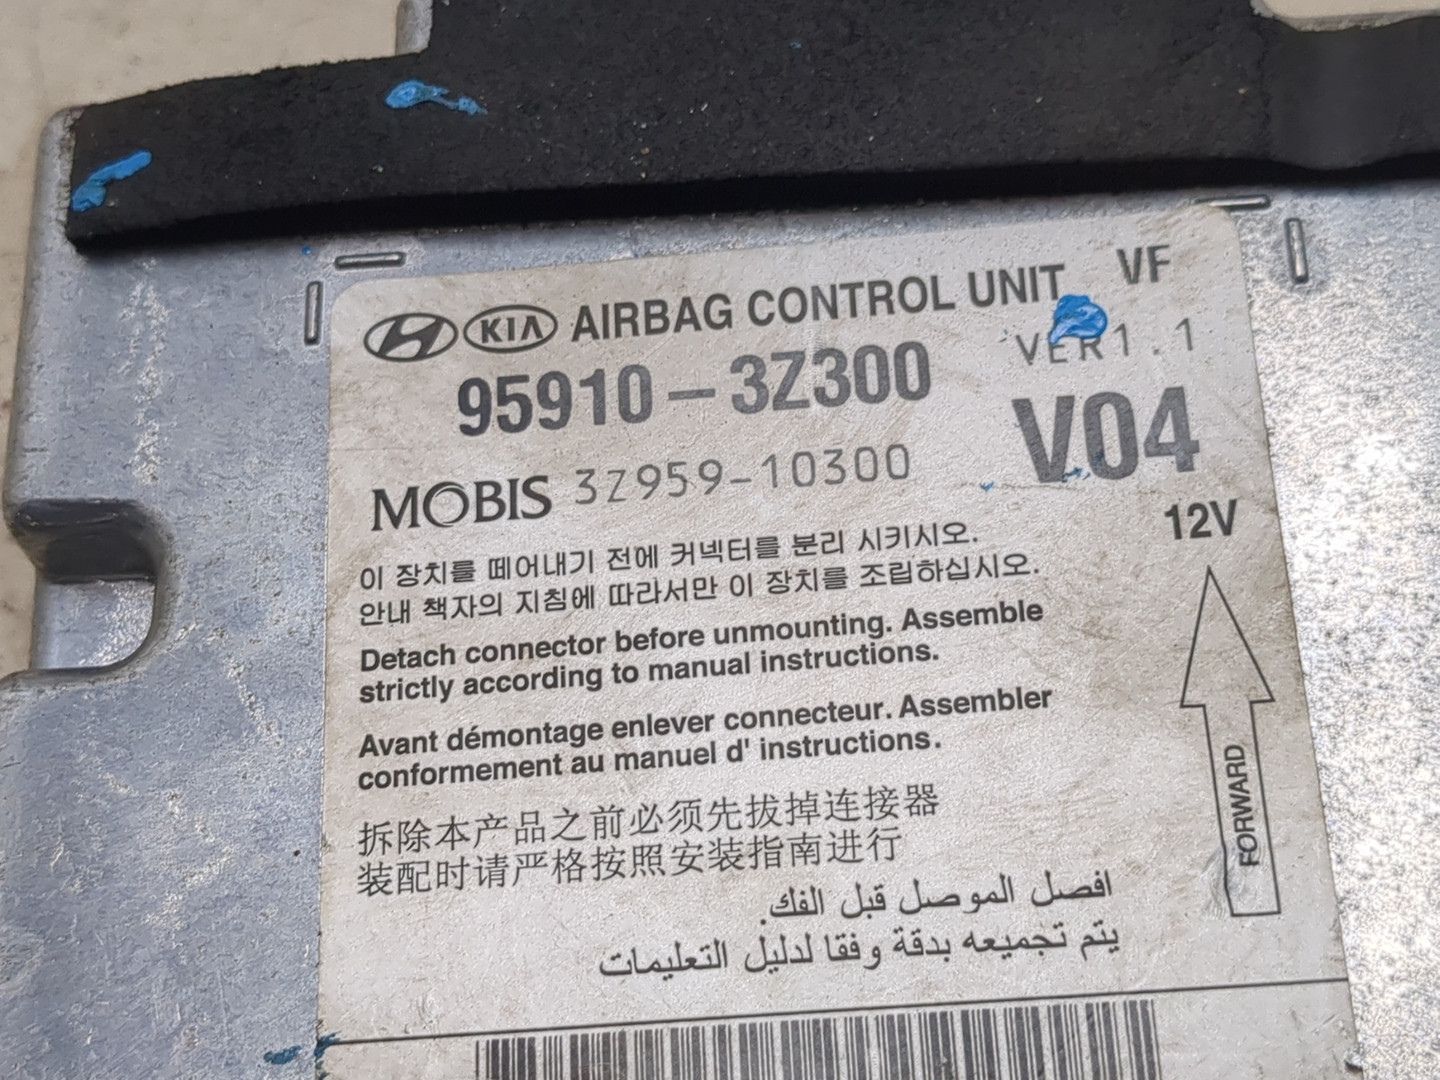 KIA AIRBAG CONTROL UNIT VF
95910-3Z300 VER1.1
V04
MOBIS 3Z959-10300
12V
이 장치를 떼어내기 전에 커넥터를 분리 시키시오.
안내 책자의 지침에 따라서만 이 장치를 조립하십시오.
Detach connector before unmounting. Assemble
strictly according to manual instructions.
Avant démontage enlever connecteur. Assembler
conformement au manuel d' instructions.
拆除本产品之前必须先拔掉连接器
装配时请严格按照安装指南进行
افصل الموصل قبل الفك.
يتم تجميعه بدقة وفقا لدليل التعليمات
FORWARD